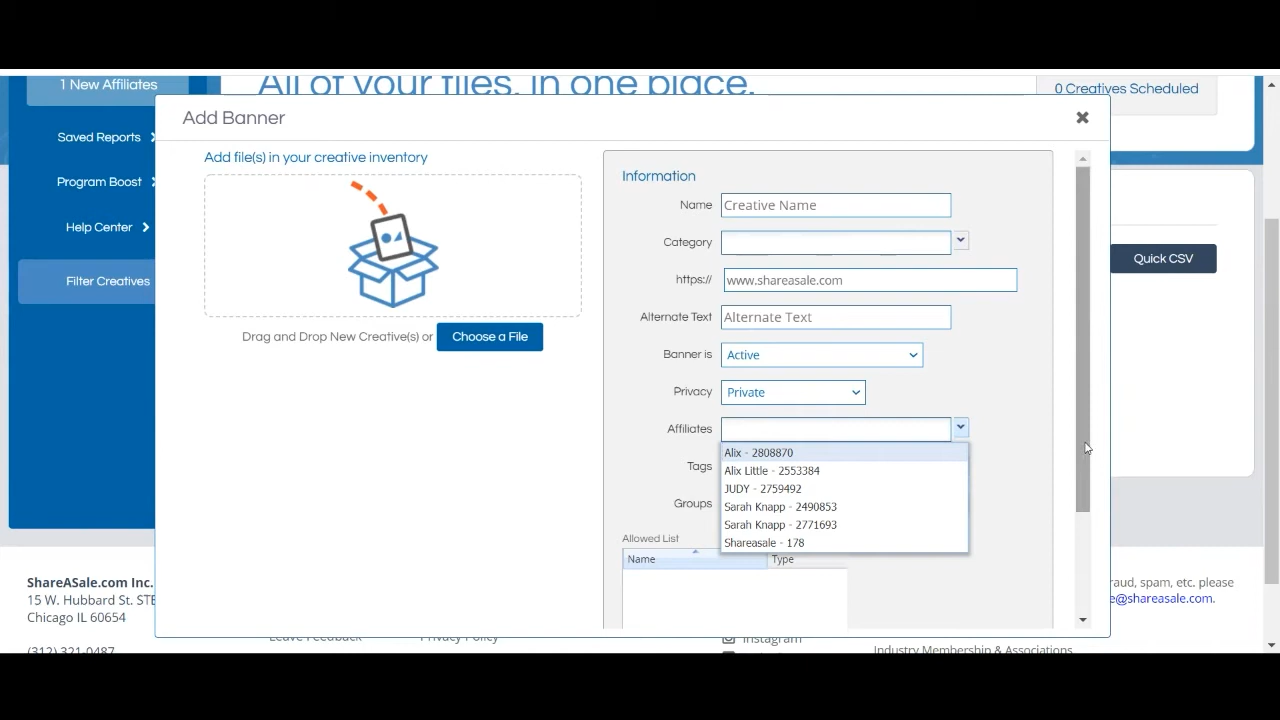 1 New Affiliates
All of your files. In one place.
0 Creatives Scheduled
Saved Reports
Program Boost
Help Center
Filter Creatives
Quick CSV
Add Banner
Add file(s) in your creative inventory
Drag and Drop New Creative(s) or Choose a File
Information
Name Creative Name
Category
https:// www.shareasale.com
Alternate Text Alternate Text
Banner is Active
Privacy Private
Affiliates
Alix - 2808870
Alix Little - 2553384
JUDY - 2759492
Sarah Knapp - 2490853
Sarah Knapp - 2771693
Shareasale - 178
Tags
Groups
Allowed List
Name Type
ShareASale.com Inc.
15 W. Hubbard St. STE
Chicago IL 60654
(312) 321-0487
Leave Feedback
Privacy Policy
Instagram
raud, spam, etc. please
e@shareasale.com.
Industry Membership & Associations